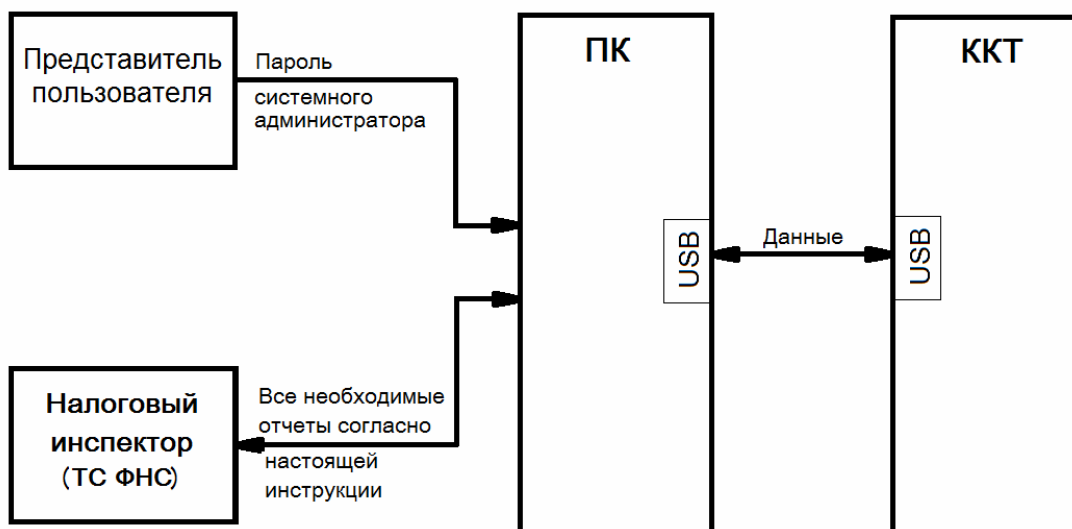 Представитель
пользователя
Пароль
системного
администратора
ПК
ККТ
USB
Данные
USB
Налоговый
инспектор
(ТС ФНС)
Все необходимые
отчеты согласно
настоящей
инструкции